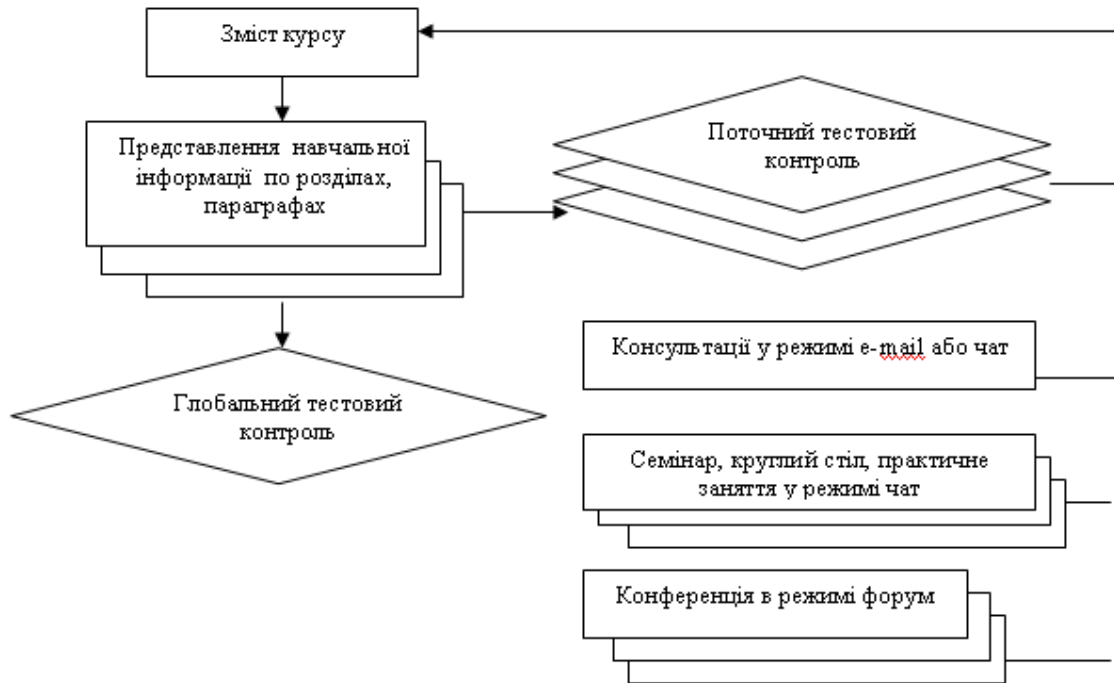 Зміст курсу
Представлення навчальної
інформації по розділах,
параграфах
Поточний тестовий
контроль
Глобальний тестовий
контроль
Консультації у режимі e-mail або чат
Семінар, круглий стіл, практичне
заняття у режимі чат
Конференція в режимі форум